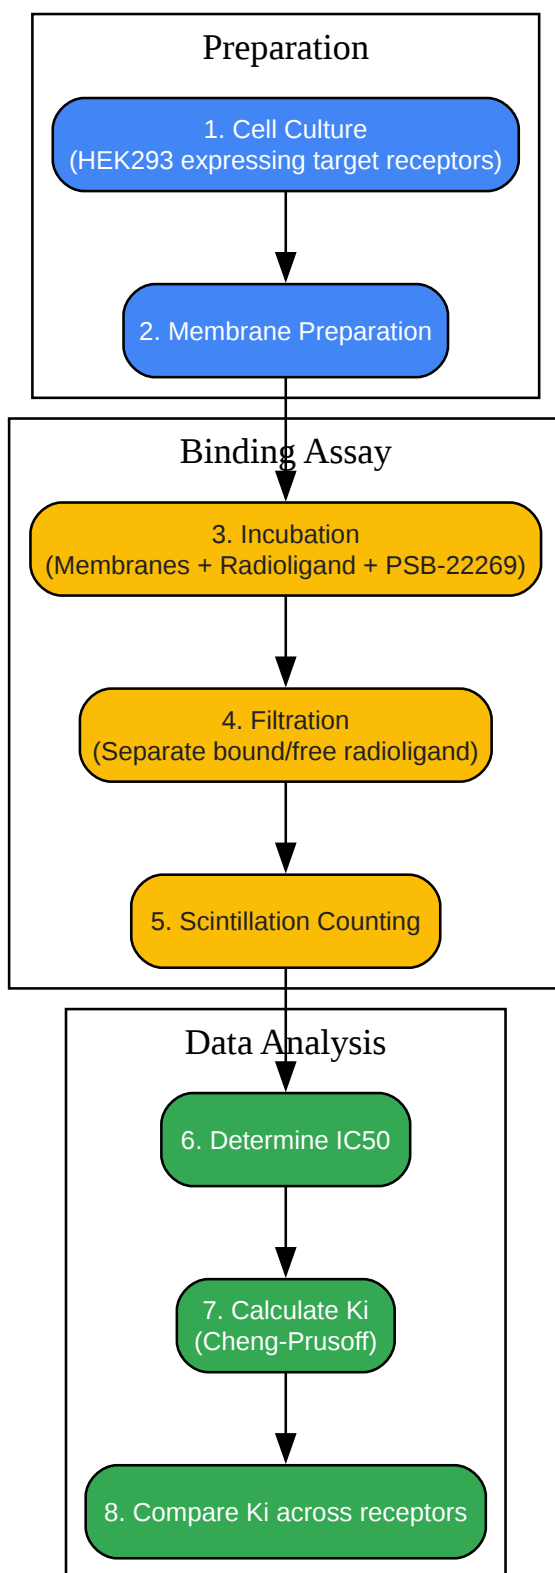 Preparation
1. Cell Culture
(HEK293 expressing target receptors)
2. Membrane Preparation
Binding Assay
3. Incubation
(Membranes + Radioligand + PSB-22269)
4. Filtration
(Separate bound/free radioligand)
5. Scintillation Counting
Data Analysis
6. Determine IC50
7. Calculate Ki
(Cheng-Prusoff)
8. Compare Ki across receptors